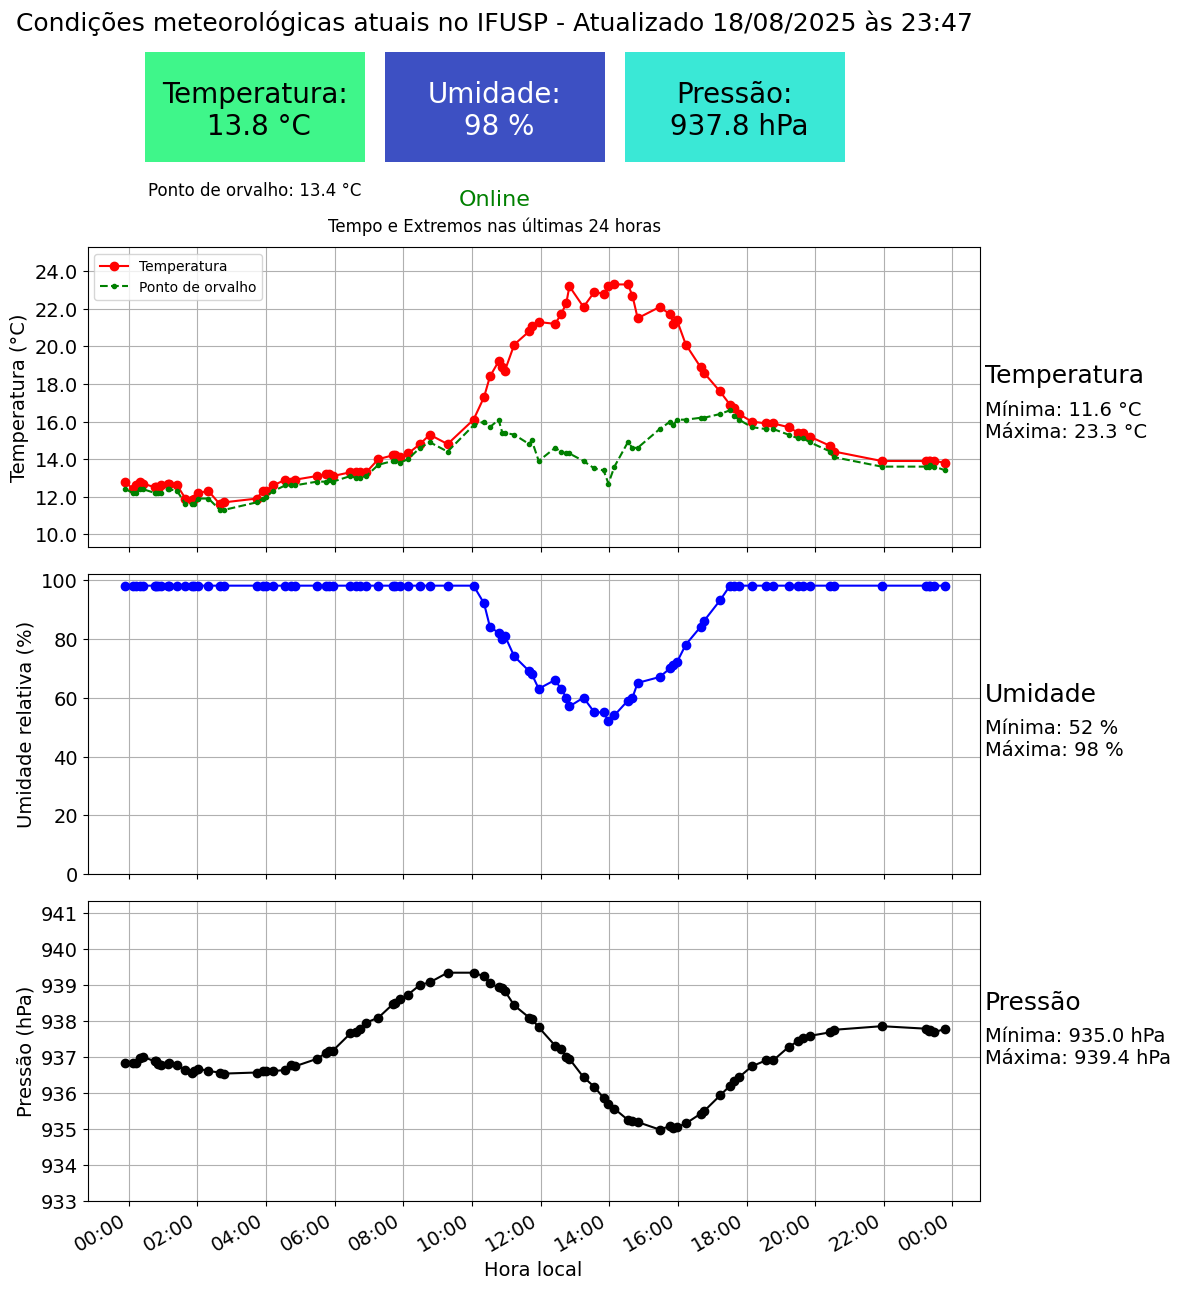 Condições meteorológicas atuais no IFUSP - Atualizado 18/08/2025 às 23:47
Temperatura:
13.8 °C
Umidade:
98 %
Pressão:
937.8 hPa
Ponto de orvalho: 13.4 °C
Online
Tempo e Extremos nas últimas 24 horas
Temperatura
Ponto de orvalho
Temperatura (°C)
24.0
22.0
20.0
18.0
16.0
14.0
12.0
10.0
Temperatura
Mínima: 11.6 °C
Máxima: 23.3 °C
Umidade relativa (%)
100
80
60
40
20
0
Umidade
Mínima: 52 %
Máxima: 98 %
Pressão (hPa)
941
940
939
938
937
936
935
934
933
Pressão
Mínima: 935.0 hPa
Máxima: 939.4 hPa
00:00
02:00
04:00
06:00
08:00
10:00
12:00
14:00
16:00
18:00
20:00
22:00
00:00
Hora local